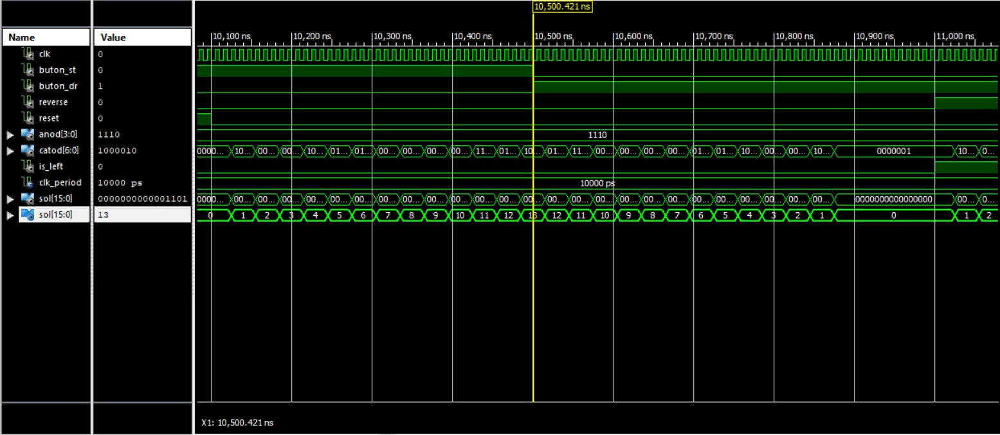 10,500.421 ns
Name Value 10,100 ns 10,200 ns 10,300 ns 10,400 ns 10,500 ns 10,600 ns 10,700 ns 10,800 ns 10,900 ns 11,000 ns
clk 0
buton_st 0
buton_dr 1
reverse 0
reset 0
anod[3:0] 1110 1110
catod[6:0] 1000010 0000... 10... 00... 00... 10... 01... 01... 00... 00... 00... 00... 11... 01... 10... 01... 11... 00... 00... 00... 00... 01... 01... 10... 00... 00... 10... 0000001 10... 0...
is_left 0
clk_period 10000 ps 10000 ps
sol[15:0] 0000000000001101 0000... 00... 00... 00... 00... 00... 00... 00... 00... 00... 00... 00... 00... 00... 00... 00... 00... 00... 00... 00... 00... 00... 00... 00... 00... 00... 0000000000000000 00... 0...
sol[15:0] 13 0 1 2 3 4 5 6 7 8 9 10 11 12 13 12 11 10 9 8 7 6 5 4 3 2 1 0 1 2
X1: 10,500.421 ns